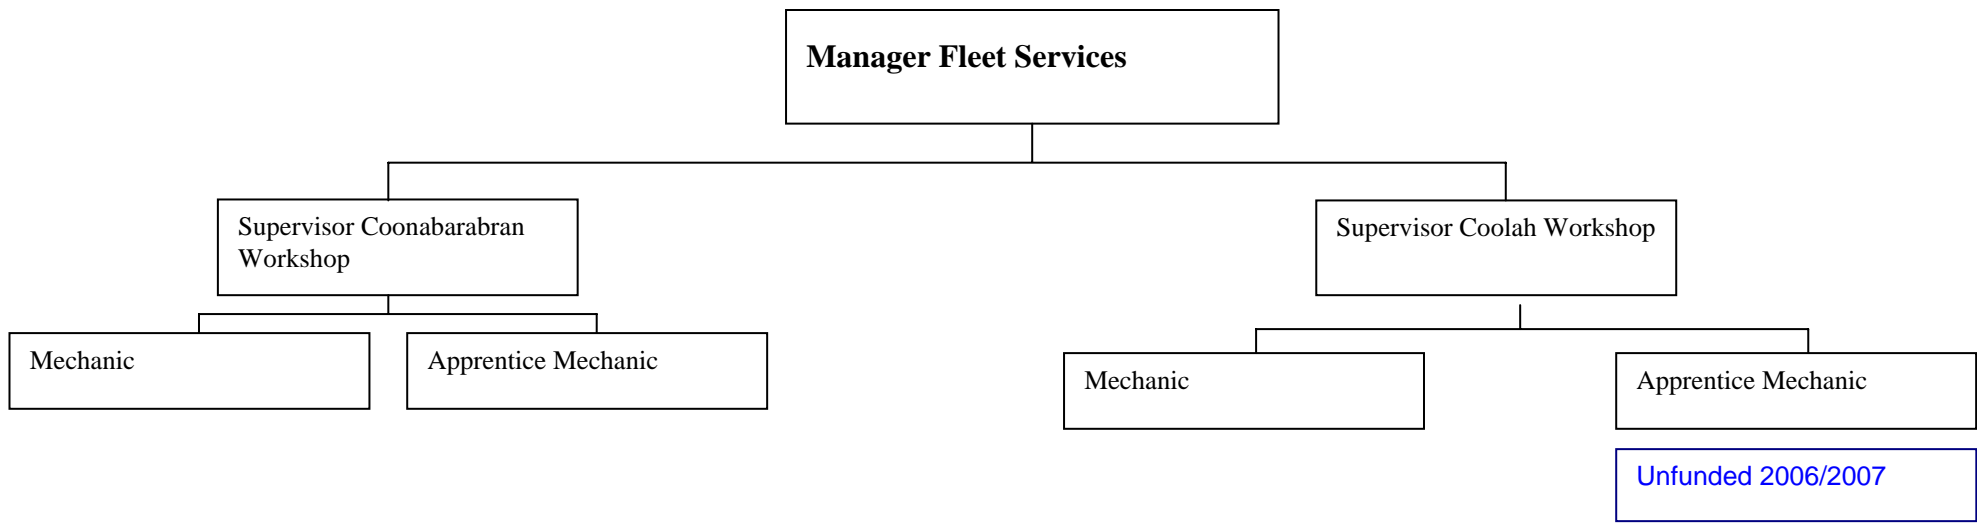 Manager Fleet Services
Supervisor Coonabarabran
Workshop
Supervisor Coolah Workshop
Mechanic
Apprentice Mechanic
Mechanic
Apprentice Mechanic
Unfunded 2006/2007